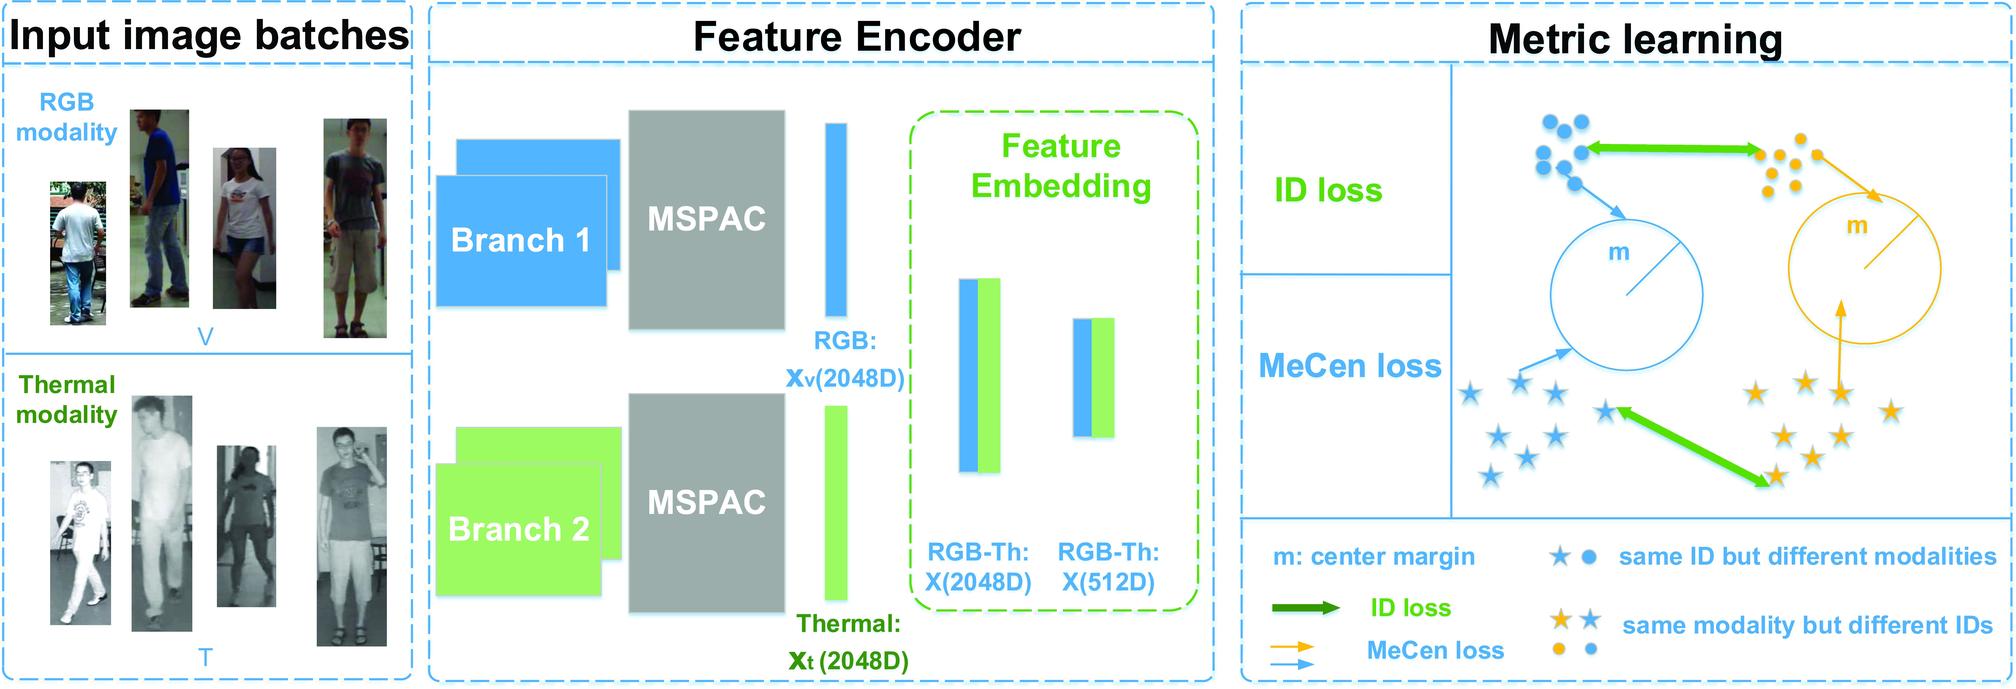 Input image batches
RGB
modality
V
Thermal
modality
T
Feature Encoder
Branch 1
MSPAC
RGB:
xv(2048D)
Branch 2
MSPAC
Thermal:
xt (2048D)
Feature
Embedding
RGB-Th:
X(2048D)
RGB-Th:
X(512D)
Metric learning
ID loss
MeCen loss
m
m
m: center margin
ID loss
MeCen loss
same ID but different modalities
same modality but different IDs